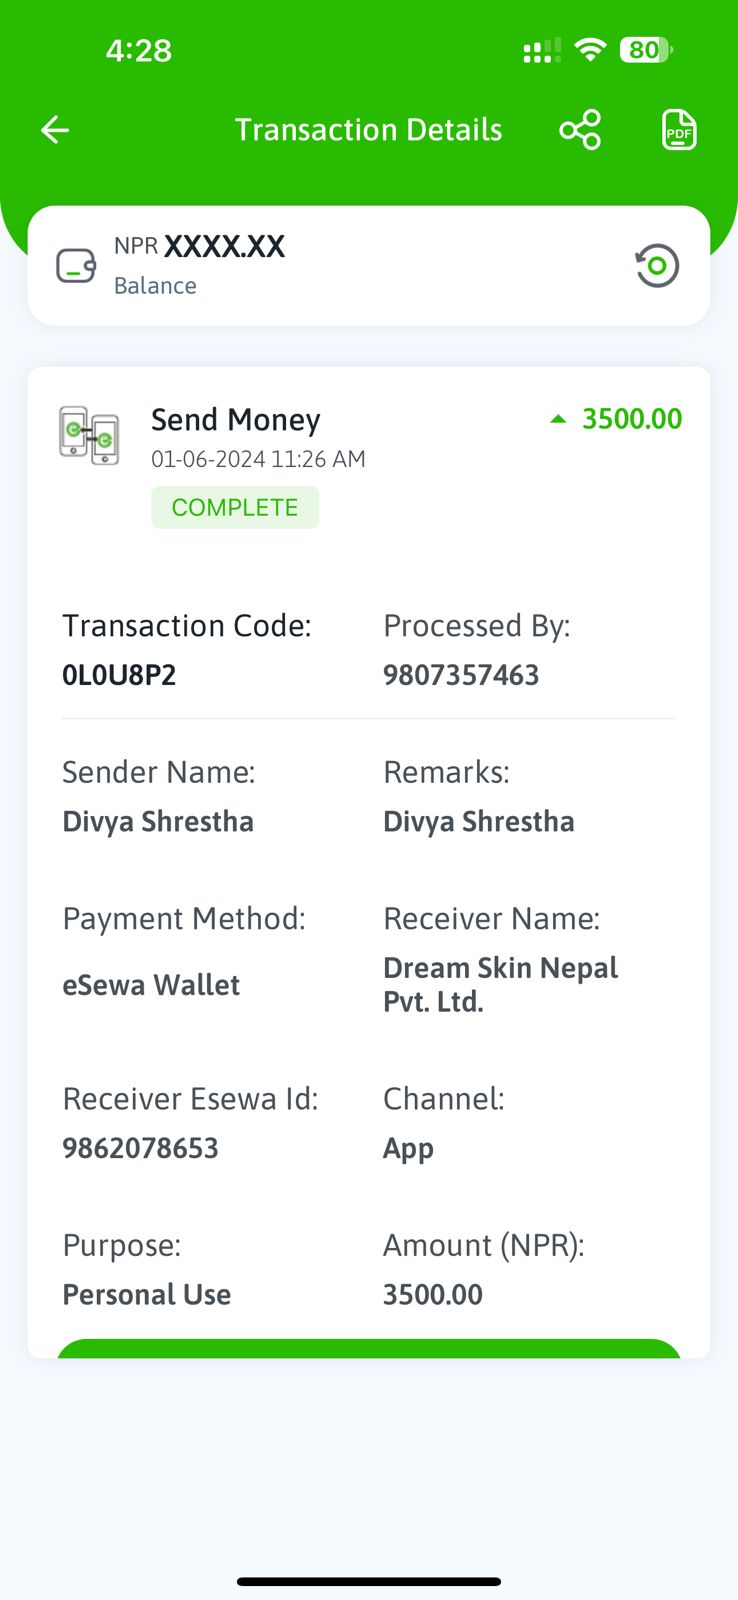 4:28
80
Transaction Details
PDF
NPR XXXX.XX
Balance
Send Money
3500.00
01-06-2024 11:26 AM
COMPLETE
Transaction Code:
Processed By:
0L0U8P2
9807357463
Sender Name:
Remarks:
Divya Shrestha
Divya Shrestha
Payment Method:
Receiver Name:
eSewa Wallet
Dream Skin Nepal
Pvt. Ltd.
Receiver Esewa Id:
Channel:
9862078653
App
Purpose:
Amount (NPR):
Personal Use
3500.00